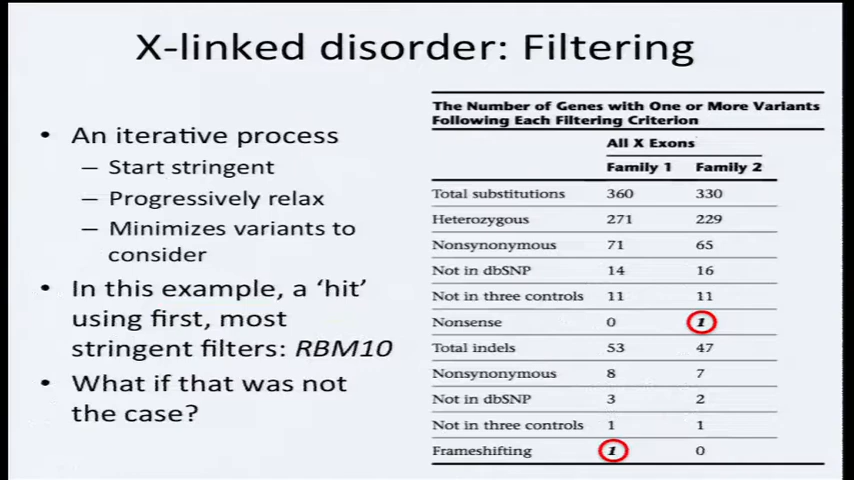 X-linked disorder: Filtering
• An iterative process
– Start stringent
– Progressively relax
– Minimizes variants to
consider
• In this example, a ‘hit’
using first, most
stringent filters: RBM10
• What if that was not
the case?
The Number of Genes with One or More Variants
Following Each Filtering Criterion
All X Exons
Family 1 Family 2
Total substitutions 360 330
Heterozygous 271 229
Nonsynonymous 71 65
Not in dbSNP 14 16
Not in three controls 11 11
Nonsense 0 1
Total indels 53 47
Nonsynonymous 8 7
Not in dbSNP 3 2
Not in three controls 1 1
Frameshifting 1 0